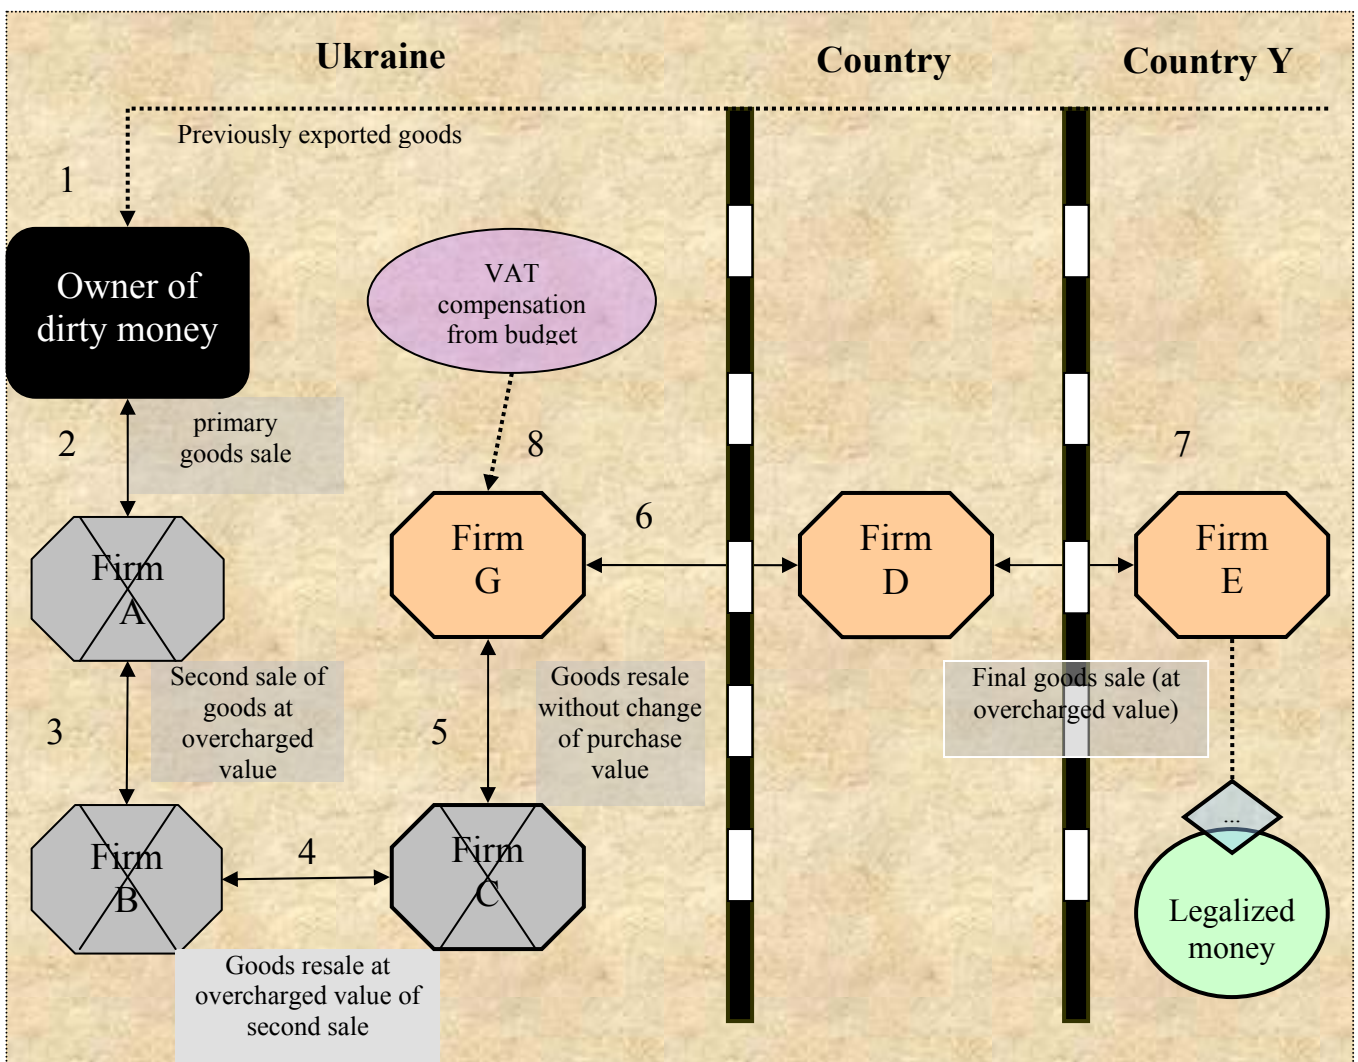 Ukraine
Country
Country Y
Previously exported goods
1
Owner of
dirty money
VAT
compensation
from budget
2
primary
goods sale
8
7
6
Firm
A
Firm
G
Firm
D
Firm
E
3
Second sale of
goods at
overcharged
value
5
Goods resale
without change
of purchase
value
Final goods sale (at
overcharged value)
...
Firm
B
4
Firm
C
Legalized
money
Goods resale at
overcharged value of
second sale